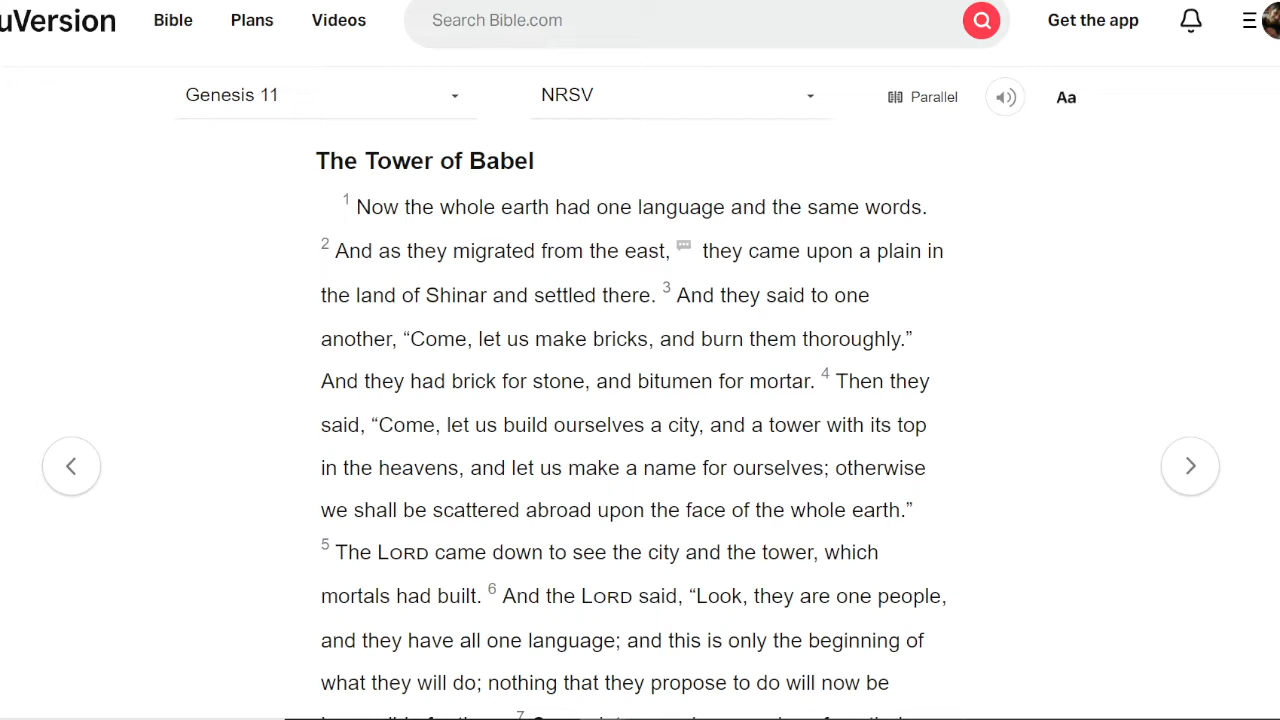 uVersion Bible Plans Videos Search Bible.com Get the app
Genesis 11 NRSV Parallel Aa
The Tower of Babel
1 Now the whole earth had one language and the same words.
2 And as they migrated from the east, they came upon a plain in
the land of Shinar and settled there. 3 And they said to one
another, “Come, let us make bricks, and burn them thoroughly.”
And they had brick for stone, and bitumen for mortar. 4 Then they
said, “Come, let us build ourselves a city, and a tower with its top
in the heavens, and let us make a name for ourselves; otherwise
we shall be scattered abroad upon the face of the whole earth.”
5 The LORD came down to see the city and the tower, which
mortals had built. 6 And the LORD said, “Look, they are one people,
and they have all one language; and this is only the beginning of
what they will do; nothing that they propose to do will now be
7